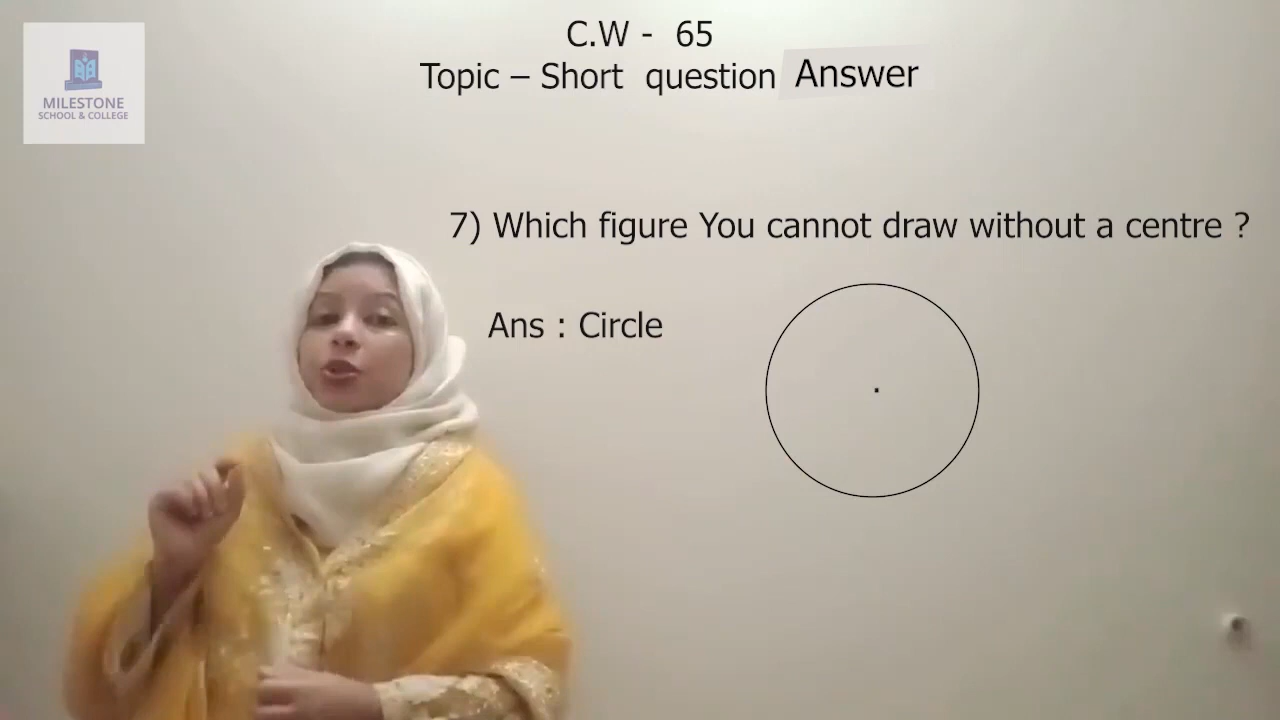 MILESTONE
SCHOOL & COLLEGE
C.W - 65
Topic – Short question Answer
7) Which figure You cannot draw without a centre ?
Ans : Circle